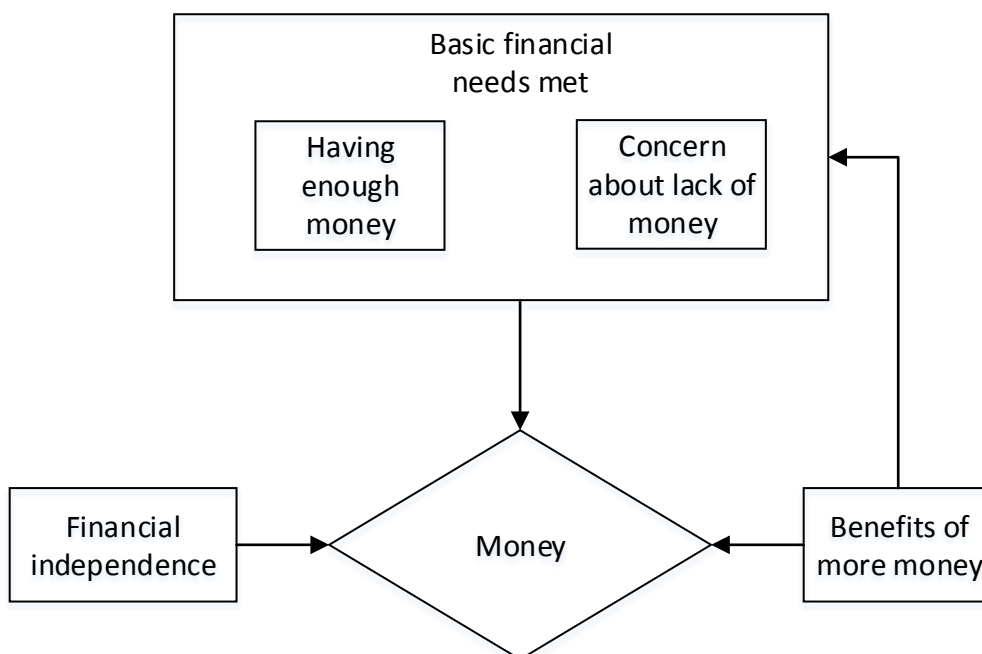 Basic financial
needs met
Having
enough
money
Concern
about lack of
money
Financial
independence
Money
Benefits of
more money